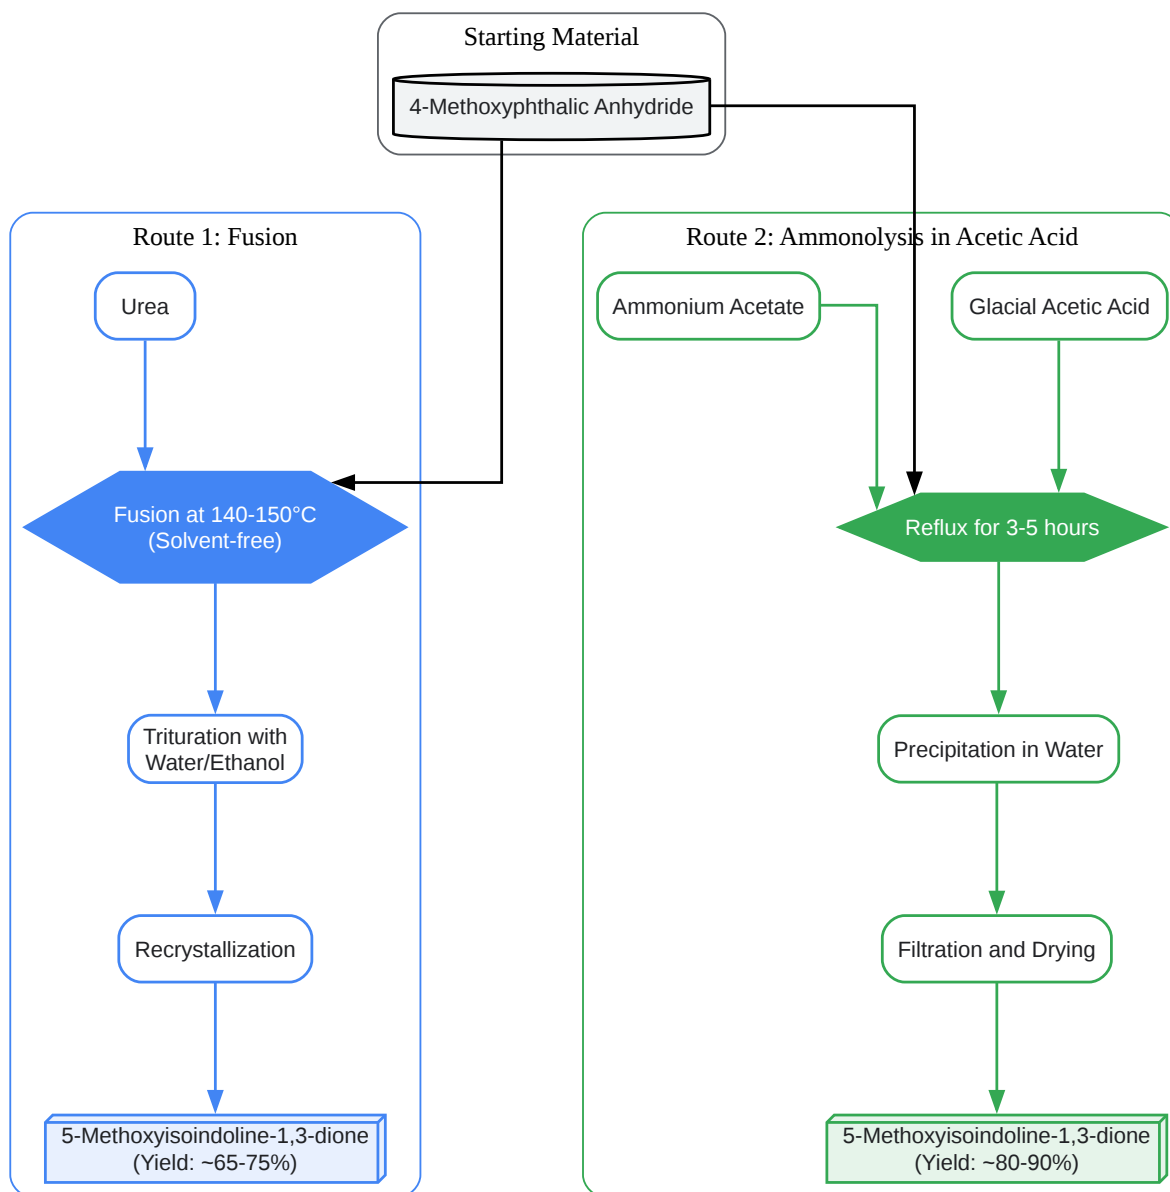 Starting Material
4-Methoxyphthalic Anhydride
Route 1: Fusion
Urea
Fusion at 140-150°C
(Solvent-free)
Trituration with
Water/Ethanol
Recrystallization
5-Methoxyisoindoline-1,3-dione
(Yield: ~65-75%)
Route 2: Ammonolysis in Acetic Acid
Ammonium Acetate
Glacial Acetic Acid
Reflux for 3-5 hours
Precipitation in Water
Filtration and Drying
5-Methoxyisoindoline-1,3-dione
(Yield: ~80-90%)